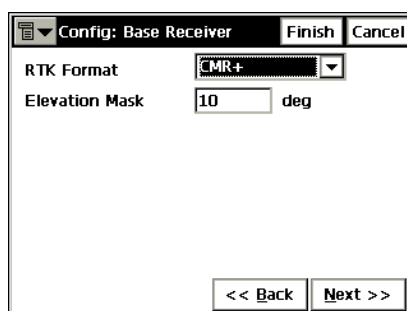 Config: Base Receiver Finish Cancel
RTK Format CMR+
Elevation Mask 10 deg
<< Back Next >>